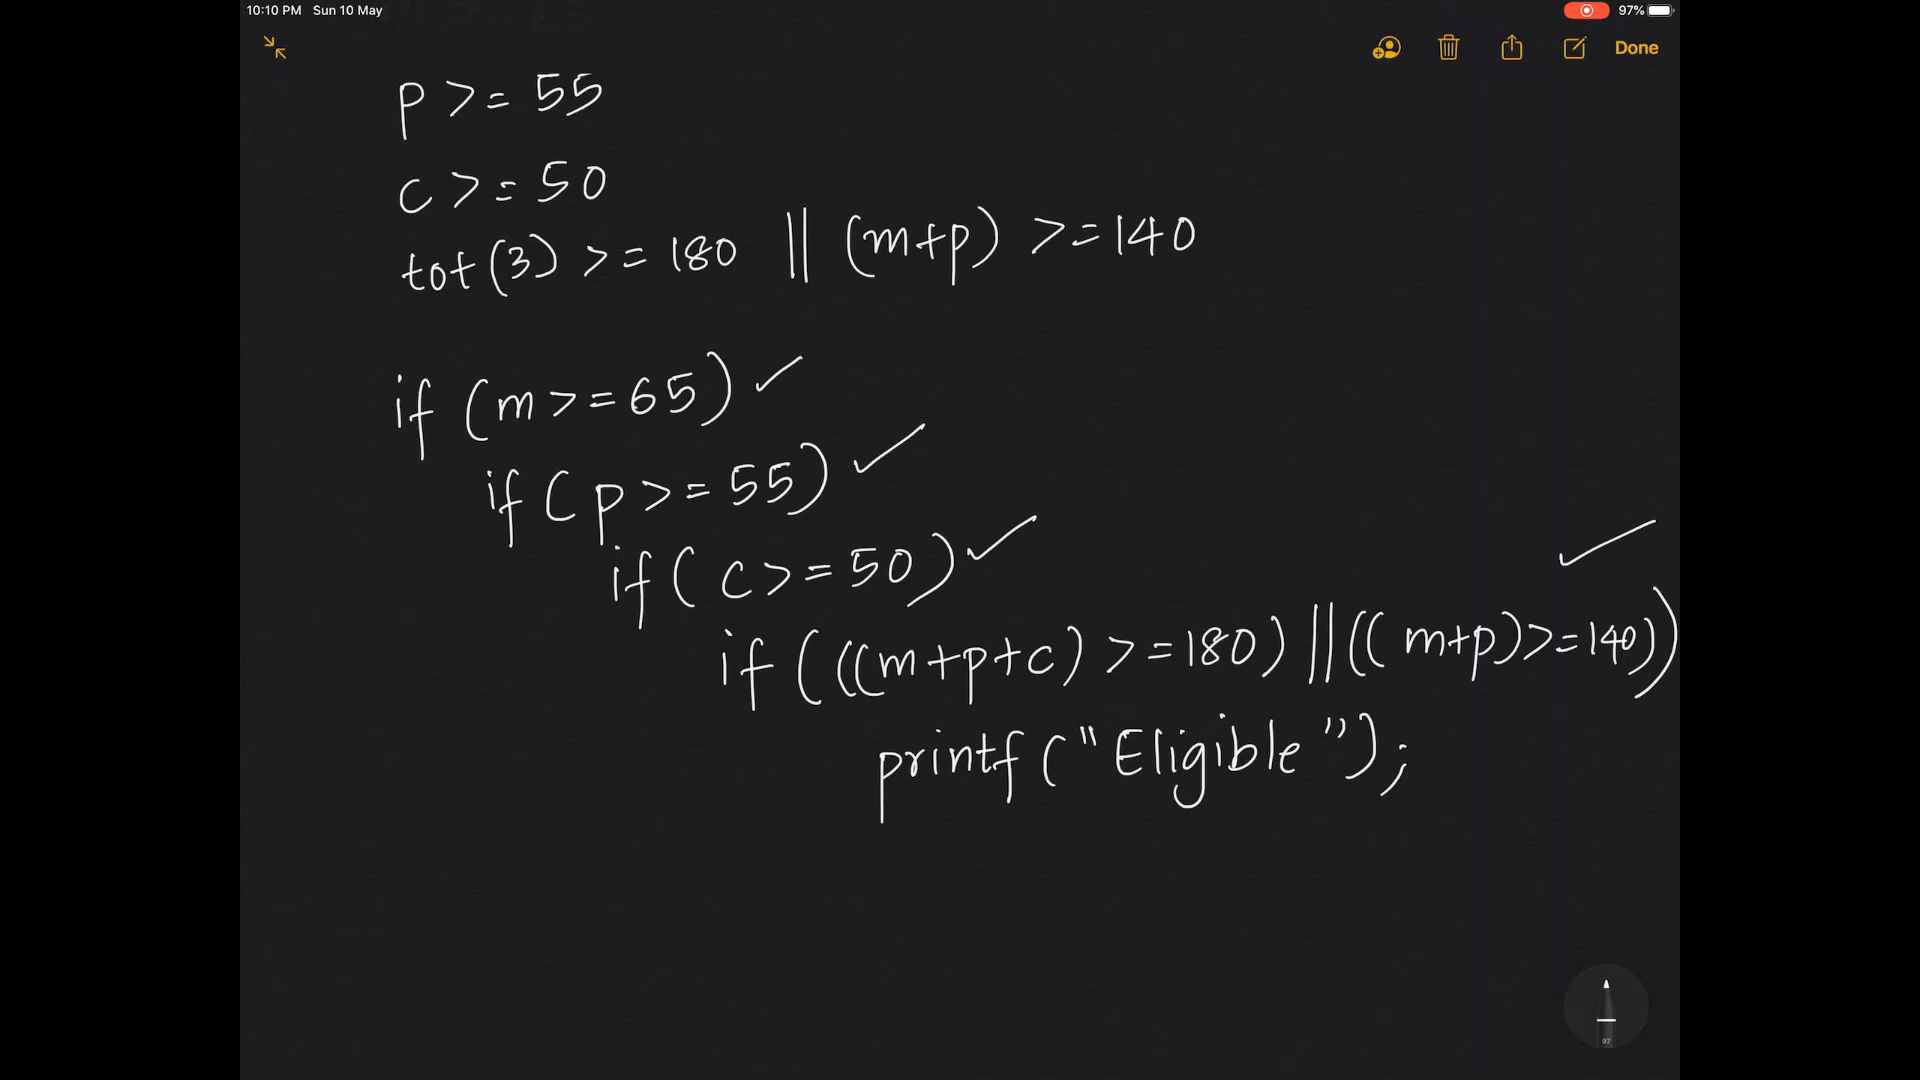 10:10 PM Sun 10 May 97%
Done
p >= 55
c >= 50
tot (3) >= 180 || (m+p) >= 140
if (m >= 65) ✓
if ( p >= 55) ✓
if ( c >= 50 ) ✓
if ( ((m+p+c) >= 180) || (( m+p) >= 140)) ✓
printf ( " Eligible " ) ;
97